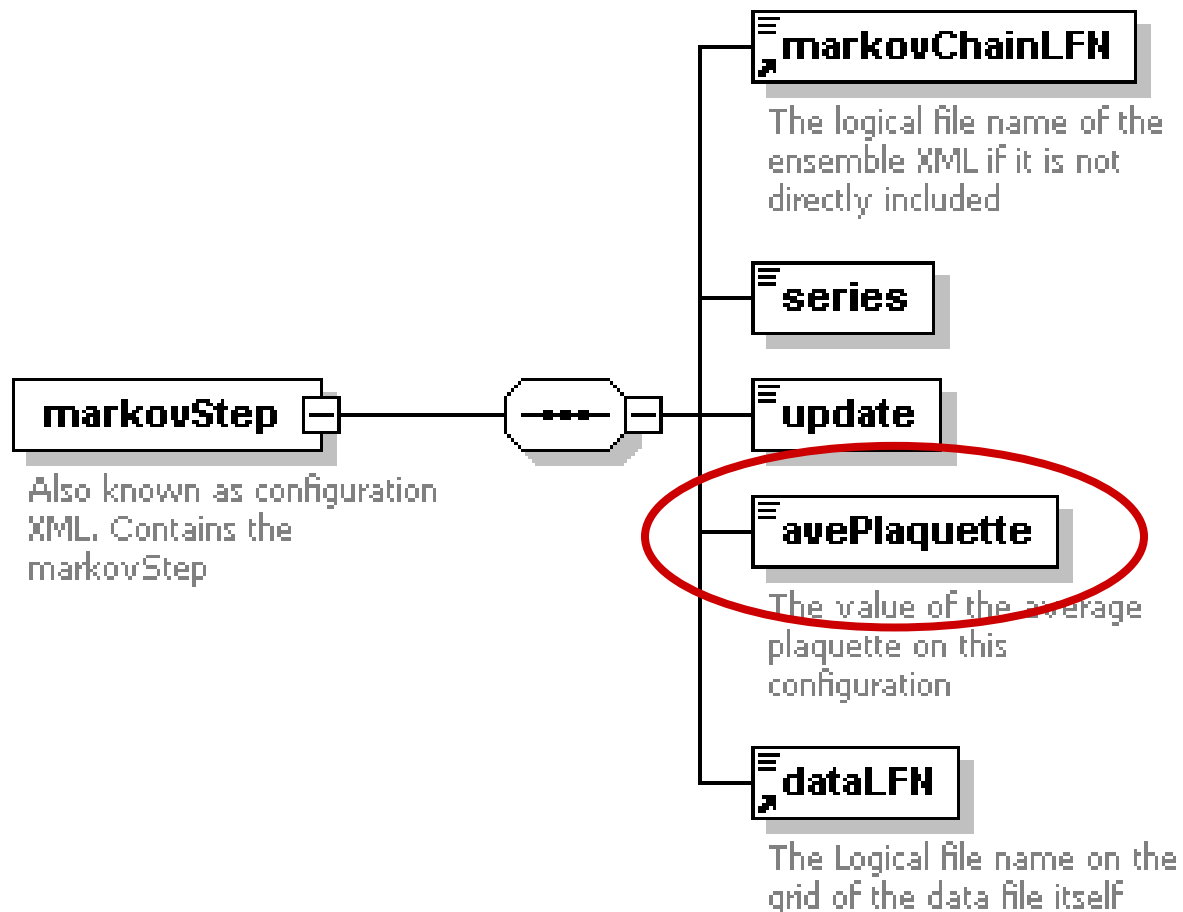 markovChainLFN
The logical file name of the
ensemble XML if it is not
directly included
series
markovStep
Also known as configuration
XML. Contains the
markovStep
update
avePlaquette
The value of the average
plaquette on this
configuration
dataLFN
The Logical file name on the
grid of the data file itself